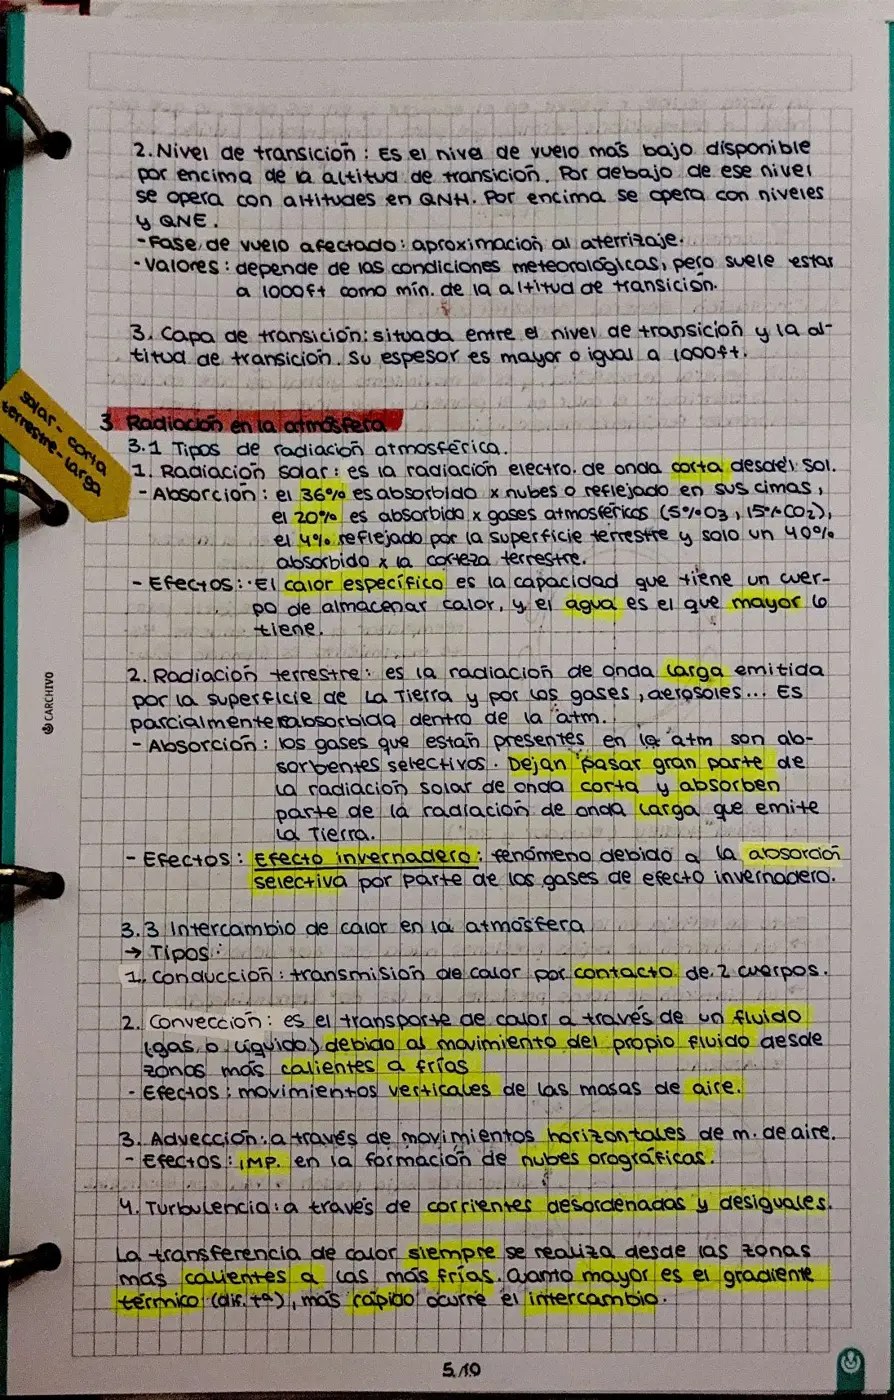 2. Nivel de transición: Es el nivel de vuelo más bajo disponible
por encima de la altitud de transición. Por debajo de ese nivel
se opera con altitudes en QNH. Por encima se opera con niveles
y QNE.
- Fase de vuelo afectado: aproximación al aterrizaje.
- Valores: depende de las condiciones meteorológicas, pero suele estar
a 1000ft como mín. de la altitud de transición.
3. Capa de transición: situada entre el nivel de transición y la al-
titud de transición. Su espesor es mayor o igual a 1000ft.
solar - corta
terrestre - larga
3 Radiación en la atmósfera
3.1 Tipos de radiación atmosférica.
1. Radiación solar: es la radiación electro. de onda corta desde el sol.
- Absorción: el 36% es absorbido x nubes o reflejado en sus cimas,
el 20% es absorbido x gases atmosféricos (5% O3, 15% CO2),
el 4% reflejado por la superficie terrestre y solo un 40%
absorbido x la corteza terrestre.
- Efectos: · El calor específico es la capacidad que tiene un cuer-
po de almacenar calor, y el agua es el que mayor lo
tiene.
2. Radiación terrestre: es la radiación de onda larga emitida
por la superficie de la Tierra y por los gases, aerosoles... Es
parcialmente absorbida dentro de la atm.
- Absorción: los gases que están presentes en la atm son ab-
sorbentes selectivos. Dejan pasar gran parte de
la radiación solar de onda corta y absorben
parte de la radiación de onda larga que emite
la Tierra.
- Efectos: Efecto invernadero: fenómeno debido a la absorción
selectiva por parte de los gases de efecto invernadero.
CARCHIVO
3.3 Intercambio de calor en la atmósfera
→ Tipos:
1. Conducción: transmisión de calor por contacto de 2 cuerpos.
2. Convección: es el transporte de calor a través de un fluido
(gas o líquido) debido al movimiento del propio fluido desde
zonas más calientes a frías
- Efectos: movimientos verticales de las masas de aire.
3. Advección: a través de movimientos horizontales de m. de aire.
- Efectos: IMP. en la formación de nubes orográficas.
4. Turbulencia: a través de corrientes desordenadas y desiguales.
La transferencia de calor siempre se realiza desde las zonas
más calientes a las más frías. Cuanto mayor es el gradiente
térmico (dif. tª), más rápido ocurre el intercambio.
5/10